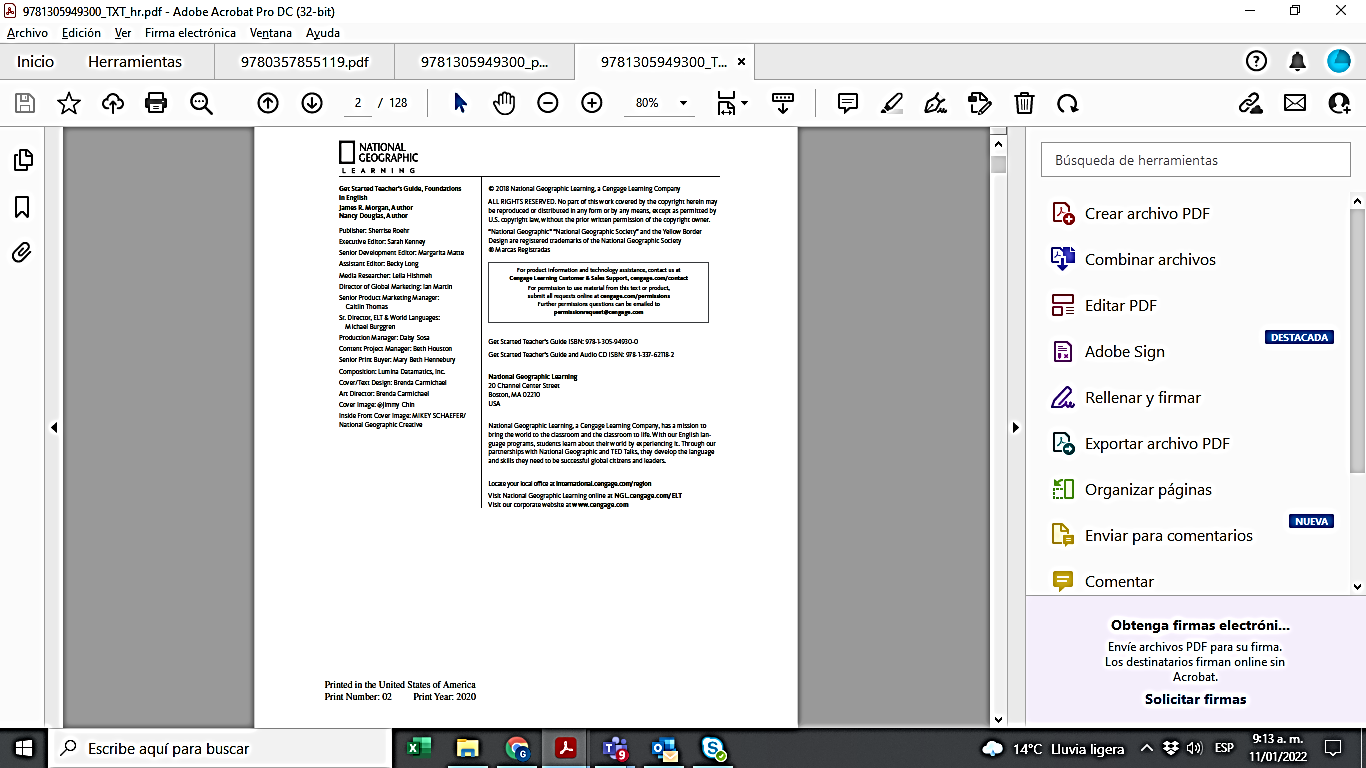 9781305949300_TXT_hr.pdf - Adobe Acrobat Pro DC (32-bit)
Archivo Edición Ver Firma electrónica Ventana Ayuda
Inicio Herramientas 9780357855119.pdf 9781305949300_p... 9781305949300_T...
2 / 128 80%
NATIONAL
GEOGRAPHIC
LEARNING
Get Started Teacher's Guide, Foundations
in English
James R. Morgan, Author
Nancy Douglas, Author
Publisher: Sherrise Roehr
Executive Editor: Sarah Kenney
Senior Development Editor: Margarita Matte
Assistant Editor: Becky Long
Media Researcher: Leila Hishmeh
Director of Global Marketing: Ian Martin
Senior Product Marketing Manager:
Caitlin Thomas
Sr. Director, ELT & World Languages:
Michael Burggren
Production Manager: Daisy Sosa
Content Project Manager: Beth Houston
Senior Print Buyer: Mary Beth Hennebury
Composition: Lumina Datamatics, Inc.
Cover/Text Design: Brenda Carmichael
Art Director: Brenda Carmichael
Cover Image: @Jimmy Chin
Inside Front Cover Image: MIKEY SCHAEFER/
National Geographic Creative
© 2018 National Geographic Learning, a Cengage Learning Company
ALL RIGHTS RESERVED. No part of this work covered by the copyright herein may
be reproduced or distributed in any form or by any means, except as permitted by
U.S. copyright law, without the prior written permission of the copyright owner.
"National Geographic" "National Geographic Society" and the Yellow Border
Design are registered trademarks of the National Geographic Society
® Marcas Registradas
For product information and technology assistance, contact us at
Cengage Learning Customer & Sales Support, cengage.com/contact
For permission to use material from this text or product,
submit all requests online at cengage.com/permissions
Further permissions questions can be emailed to
permissionrequest@cengage.com
Get Started Teacher's Guide ISBN: 978-1-305-94930-0
Get Started Teacher's Guide and Audio CD ISBN: 978-1-337-62118-2
National Geographic Learning
20 Channel Center Street
Boston, MA 02210
USA
National Geographic Learning, a Cengage Learning Company, has a mission to
bring the world to the classroom and the classroom to life. With our English lan-
guage programs, students learn about their world by experiencing it. Through our
partnerships with National Geographic and TED Talks, they develop the language
and skills they need to be successful global citizens and leaders.
Locate your local office at international.cengage.com/region
Visit National Geographic Learning online at NGL.cengage.com/ELT
Visit our corporate website at www.cengage.com
Printed in the United States of America
Print Number: 02 Print Year: 2020
Búsqueda de herramientas
Crear archivo PDF
Combinar archivos
Editar PDF
DESTACADA
Adobe Sign
Rellenar y firmar
Exportar archivo PDF
Organizar páginas
NUEVA
Enviar para comentarios
Comentar
Obtenga firmas electróni...
Envíe archivos PDF para su firma.
Los destinatarios firman online sin
Acrobat.
Solicitar firmas
Escribe aquí para buscar
G
9
14°C Lluvia ligera
ESP
9:13 a. m.
11/01/2022